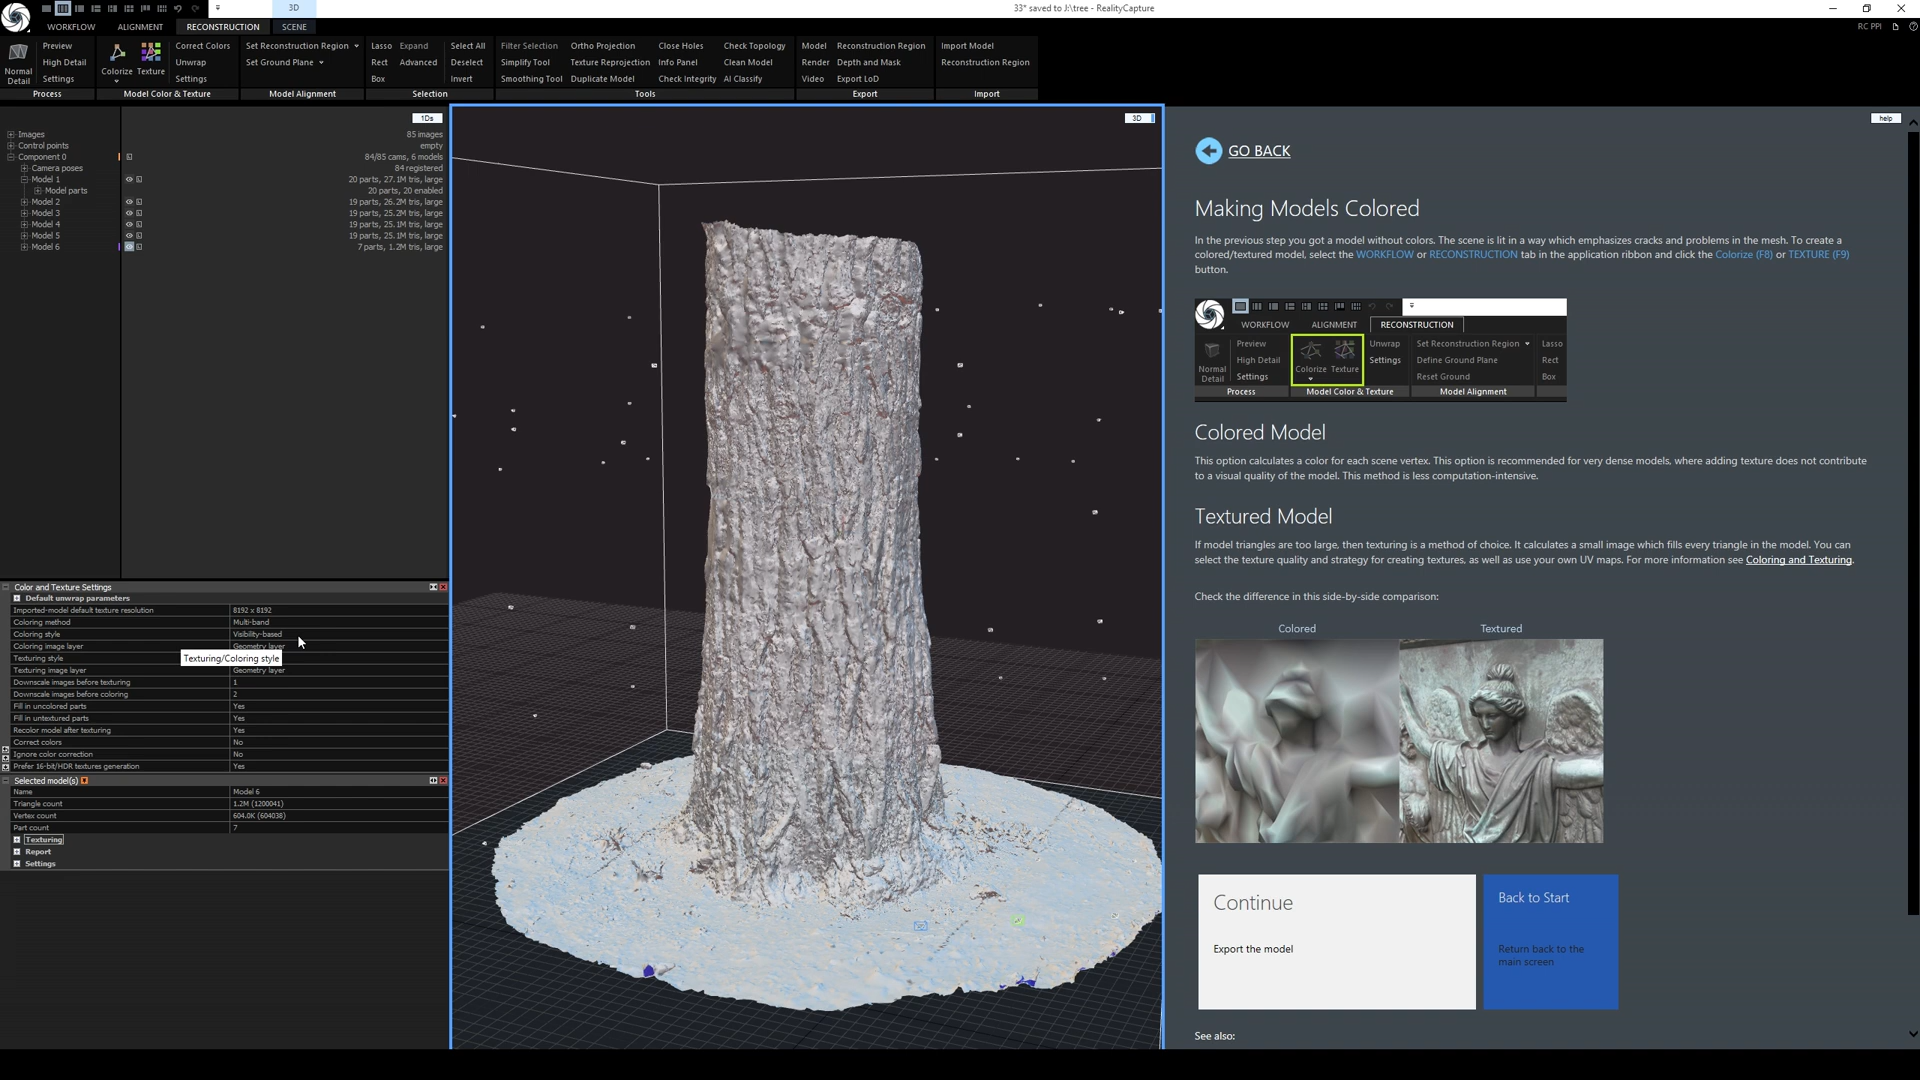 3D
33* saved to J:\tree - RealityCapture
WORKFLOW ALIGNMENT RECONSTRUCTION SCENE
RC PPI
Normal Detail
Preview
High Detail
Settings
Process
Colorize Texture
Correct Colors
Unwrap
Settings
Model Color & Texture
Set Reconstruction Region
Set Ground Plane
Model Alignment
Lasso Expand Select All
Rect Advanced Deselect
Box Invert
Selection
Filter Selection Ortho Projection Close Holes Check Topology
Simplify Tool Texture Reprojection Info Panel Clean Model
Smoothing Tool Duplicate Model Check Integrity AI Classify
Tools
Model Reconstruction Region
Render Depth and Mask
Video Export LoD
Export
Import Model
Reconstruction Region
Import
1Ds
Images 85 images
Control points empty
Component 0 84/85 cams, 6 models
Camera poses 84 registered
Model 1 20 parts, 27.1M tris, large
Model parts 20 parts, 20 enabled
Model 2 19 parts, 26.2M tris, large
Model 3 19 parts, 25.2M tris, large
Model 4 19 parts, 25.1M tris, large
Model 5 19 parts, 25.1M tris, large
Model 6 7 parts, 1.2M tris, large
Color and Texture Settings
Default unwrap parameters
Imported-model default texture resolution 8192 x 8192
Coloring method Multi-band
Coloring style Visibility-based
Coloring image layer Geometry layer
Texturing style
Texturing/Coloring style
Texturing image layer Geometry layer
Downscale images before texturing 1
Downscale images before coloring 2
Fill in uncolored parts Yes
Fill in untextured parts Yes
Recolor model after texturing Yes
Correct colors No
Ignore color correction No
Prefer 16-bit/HDR textures generation Yes
Selected model(s)
Name Model 6
Triangle count 1.2M (1200041)
Vertex count 604.0K (604038)
Part count 7
Texturing
Report
Settings
3D
help
GO BACK
Making Models Colored
In the previous step you got a model without colors. The scene is lit in a way which emphasizes cracks and problems in the mesh. To create a
colored/textured model, select the WORKFLOW or RECONSTRUCTION tab in the application ribbon and click the Colorize (F8) or TEXTURE (F9)
button.
WORKFLOW ALIGNMENT RECONSTRUCTION
Normal Detail
Preview
High Detail
Settings
Process
Colorize Texture
Unwrap
Settings
Model Color & Texture
Set Reconstruction Region
Define Ground Plane
Reset Ground
Model Alignment
Lasso
Rect
Box
Colored Model
This option calculates a color for each scene vertex. This option is recommended for very dense models, where adding texture does not contribute
to a visual quality of the model. This method is less computation-intensive.
Textured Model
If model triangles are too large, then texturing is a method of choice. It calculates a small image which fills every triangle in the model. You can
select the texture quality and strategy for creating textures, as well as use your own UV maps. For more information see Coloring and Texturing.
Check the difference in this side-by-side comparison:
Colored Textured
Continue
Export the model
Back to Start
Return back to the
main screen
See also: